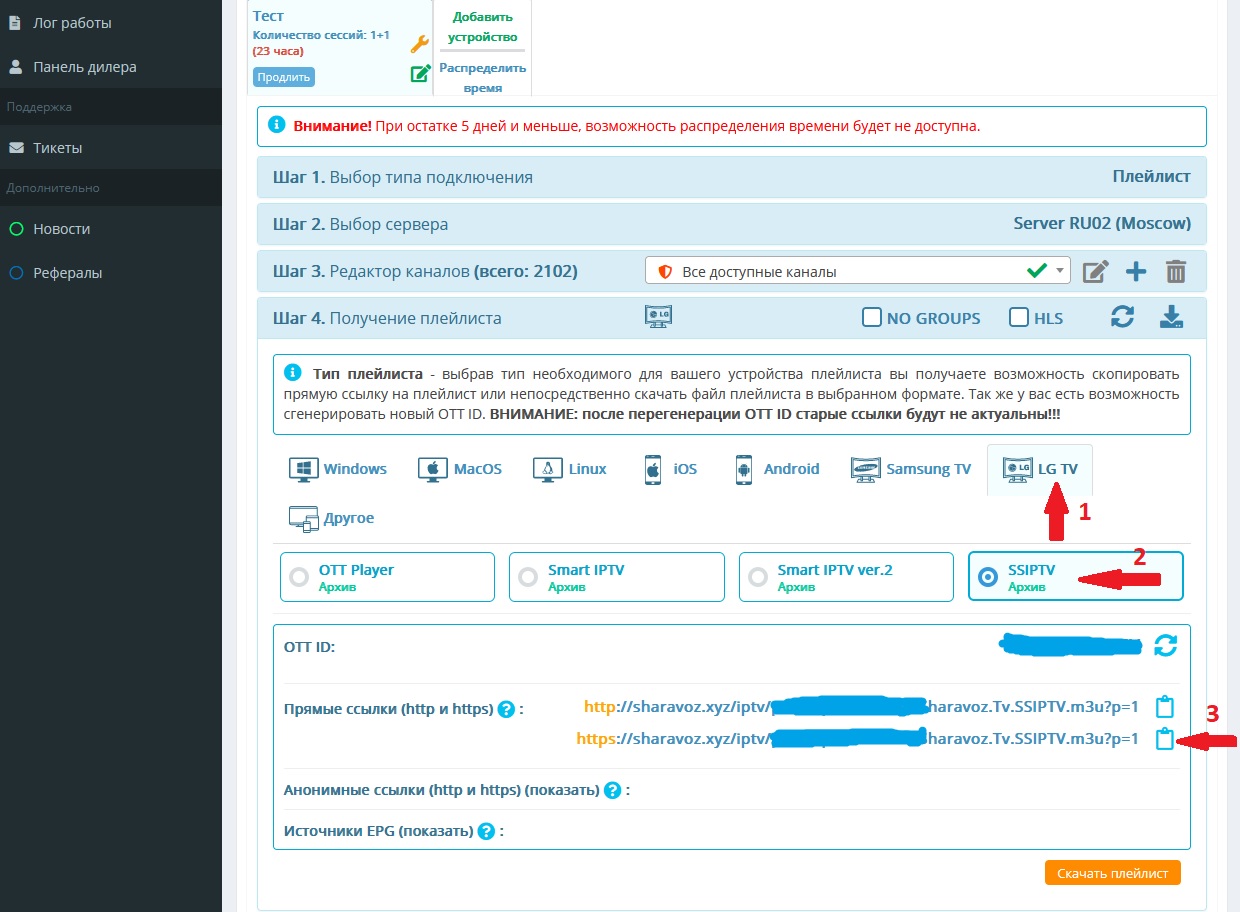 Лог работы
Панель дилера
Поддержка
Тикеты
Дополнительно
Новости
Рефералы
Тест
Количество сессий: 1+1
(23 часа)
Продлить
Добавить
устройство
Распределить
время
Внимание! При остатке 5 дней и меньше, возможность распределения времени будет не доступна.
Шаг 1. Выбор типа подключения Плейлист
Шаг 2. Выбор сервера Server RU02 (Moscow)
Шаг 3. Редактор каналов (всего: 2102) Все доступные каналы
Шаг 4. Получение плейлиста LG NO GROUPS HLS
Тип плейлиста - выбрав тип необходимого для вашего устройства плейлиста вы получаете возможность скопировать
прямую ссылку на плейлист или непосредственно скачать файл плейлиста в выбранном формате. Так же у вас есть возможность
сгенерировать новый OTT ID. ВНИМАНИЕ: после перегенерации OTT ID старые ссылки будут не актуальны!!!
Windows MacOS Linux iOS Android Samsung TV LG LG TV
1
Другое
2
OTT Player Smart IPTV Smart IPTV ver.2 SSIPTV
Архив Архив Архив Архив
OTT ID:
Прямые ссылки (http и https) ? : http://sharavoz.xyz/iptv/ haravoz.Tv.SSIPTV.m3u?p=1
3
https://sharavoz.xyz/iptv/ haravoz.Tv.SSIPTV.m3u?p=1
Анонимные ссылки (http и https) (показать) ? :
Источники EPG (показать) ? :
Скачать плейлист